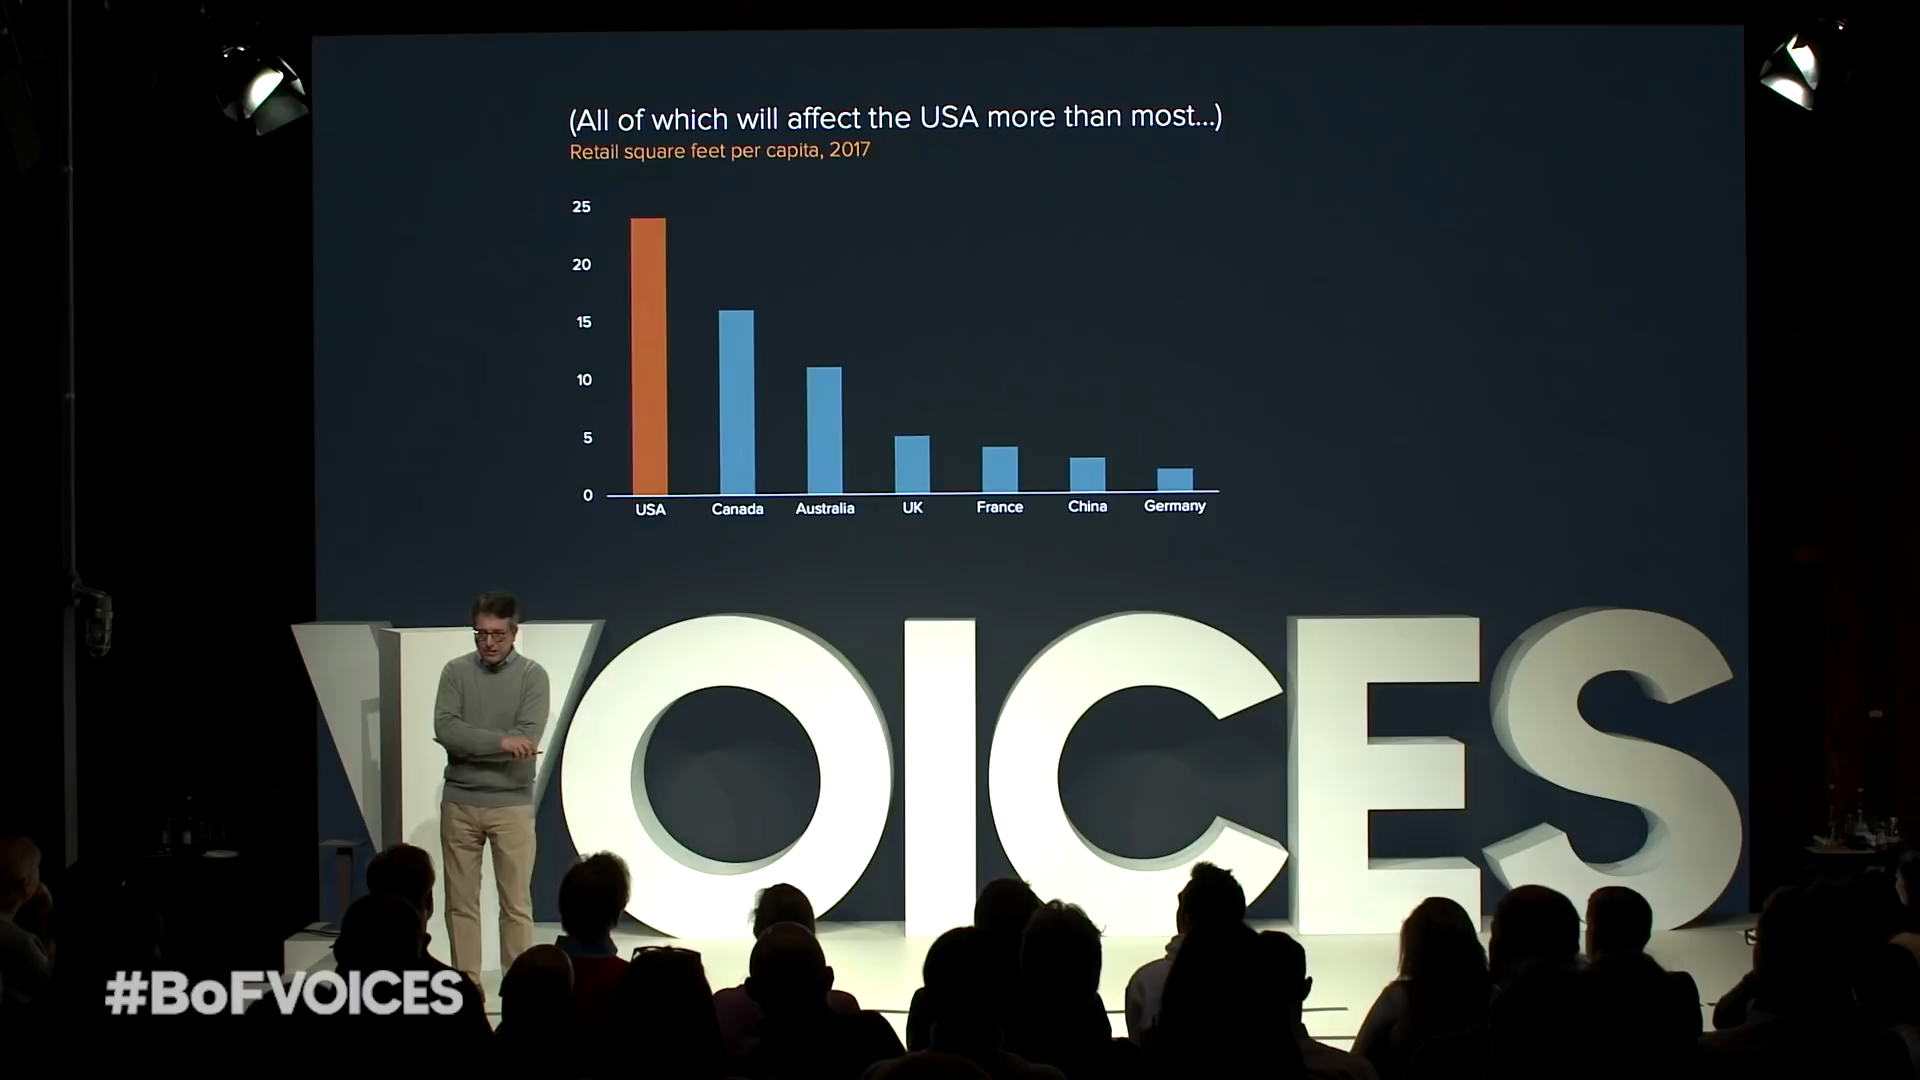 (All of which will affect the USA more than most...)
Retail square feet per capita, 2017
25
20
15
10
5
0
USA Canada Australia UK France China Germany
VOICES
#BoFVOICES